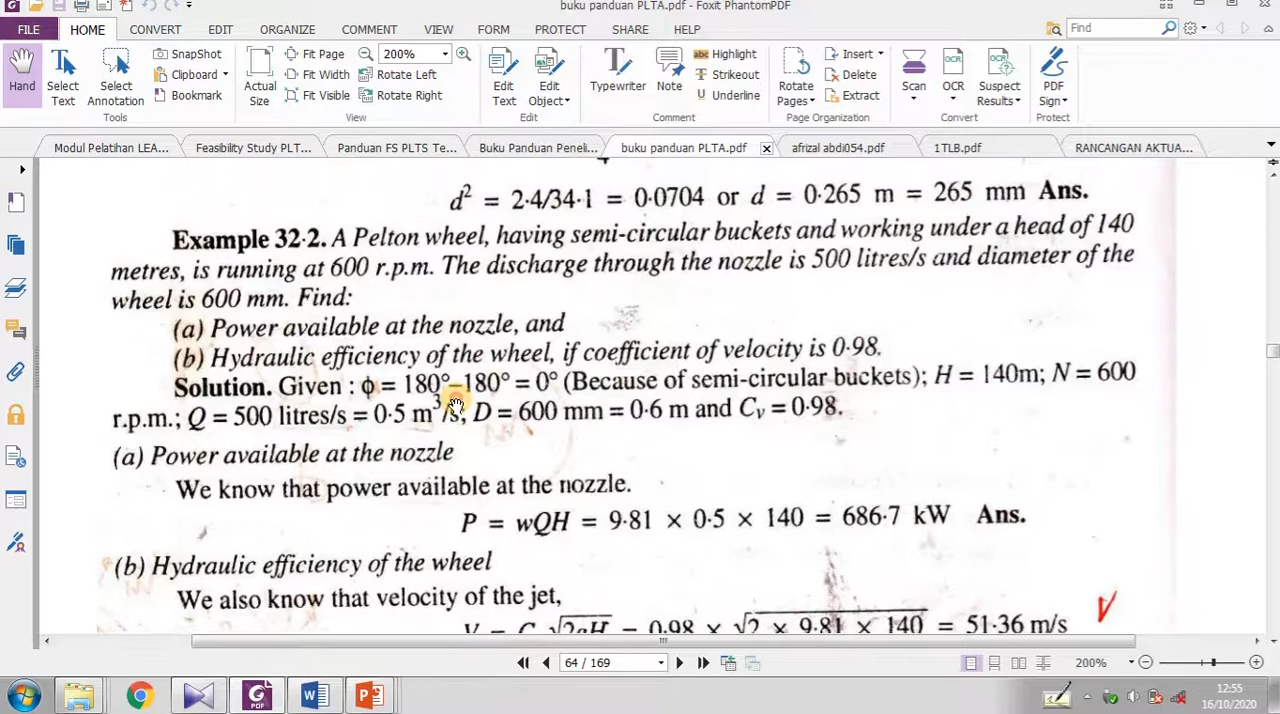 buku panduan PLTA.pdf - Foxit PhantomPDF
FILE HOME CONVERT EDIT ORGANIZE COMMENT VIEW FORM PROTECT SHARE HELP Find
Hand
Select Text
Select Annotation
SnapShot
Clipboard
Bookmark
Tools
Actual Size
Fit Page
Fit Width
Fit Visible
200%
Rotate Left
Rotate Right
View
Edit Text
Edit Object
Edit
Typewriter
Note
Highlight
Strikeout
Underline
Comment
Rotate Pages
Insert
Delete
Extract
Page Organization
Scan
OCR
Suspect Results
Convert
PDF Sign
Protect
Modul Pelatihan LEA... Feasibility Study PLT... Panduan FS PLTS Te... Buku Panduan Peneli... buku panduan PLTA.pdf afrizal abdi054.pdf 1TLB.pdf RANCANGAN AKTUA...
d² = 2·4/34·1 = 0·0704 or d = 0·265 m = 265 mm Ans.
Example 32·2. A Pelton wheel, having semi-circular buckets and working under a head of 140
metres, is running at 600 r.p.m. The discharge through the nozzle is 500 litres/s and diameter of the
wheel is 600 mm. Find:
(a) Power available at the nozzle, and
(b) Hydraulic efficiency of the wheel, if coefficient of velocity is 0·98.
Solution. Given : ϕ = 180°–180° = 0° (Because of semi-circular buckets); H = 140m; N = 600
r.p.m.; Q = 500 litres/s = 0·5 m³/s; D = 600 mm = 0·6 m and Cv = 0·98.
(a) Power available at the nozzle
We know that power available at the nozzle.
P = wQH = 9·81 × 0·5 × 140 = 686·7 kW Ans.
(b) Hydraulic efficiency of the wheel
We also know that velocity of the jet,
= 0·98 × √2 × 9·81 × 140 = 51·36 m/s
64 / 169
200%
12:55
16/10/2020